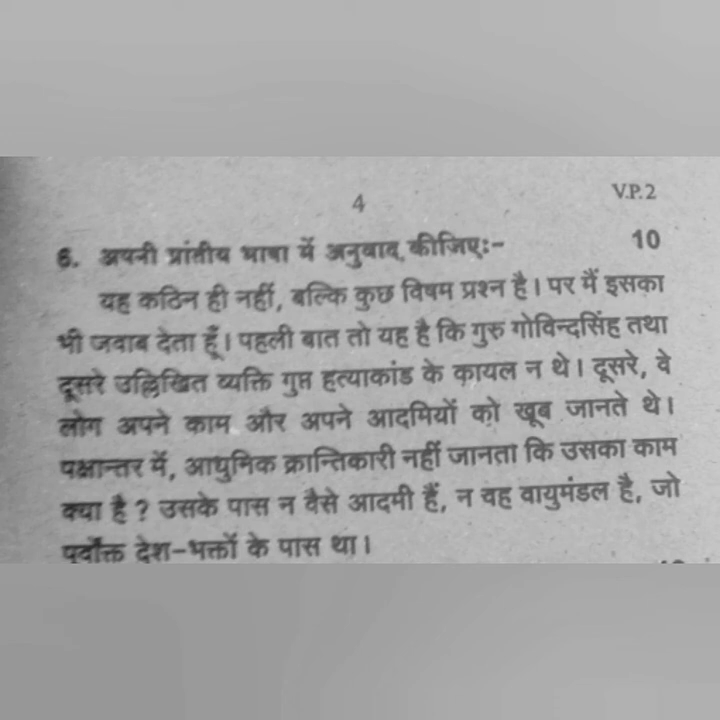 4
V.P.2
6. अपनी प्रांतीय भाषा में अनुवाद कीजिए:- 10
यह कठिन ही नहीं, बल्कि कुछ विषम प्रश्न है। पर मैं इसका
भी जवाब देता हूँ। पहली बात तो यह है कि गुरु गोविन्दसिंह तथा
दूसरे उल्लिखित व्यक्ति गुप्त हत्याकांड के कायल न थे। दूसरे, वे
लोग अपने काम और अपने आदमियों को खूब जानते थे।
पक्षान्तर में, आधुनिक क्रान्तिकारी नहीं जानता कि उसका काम
क्या है? उसके पास न वैसे आदमी हैं, न वह वायुमंडल है, जो
पूर्वोक्त देश-भक्तों के पास था।